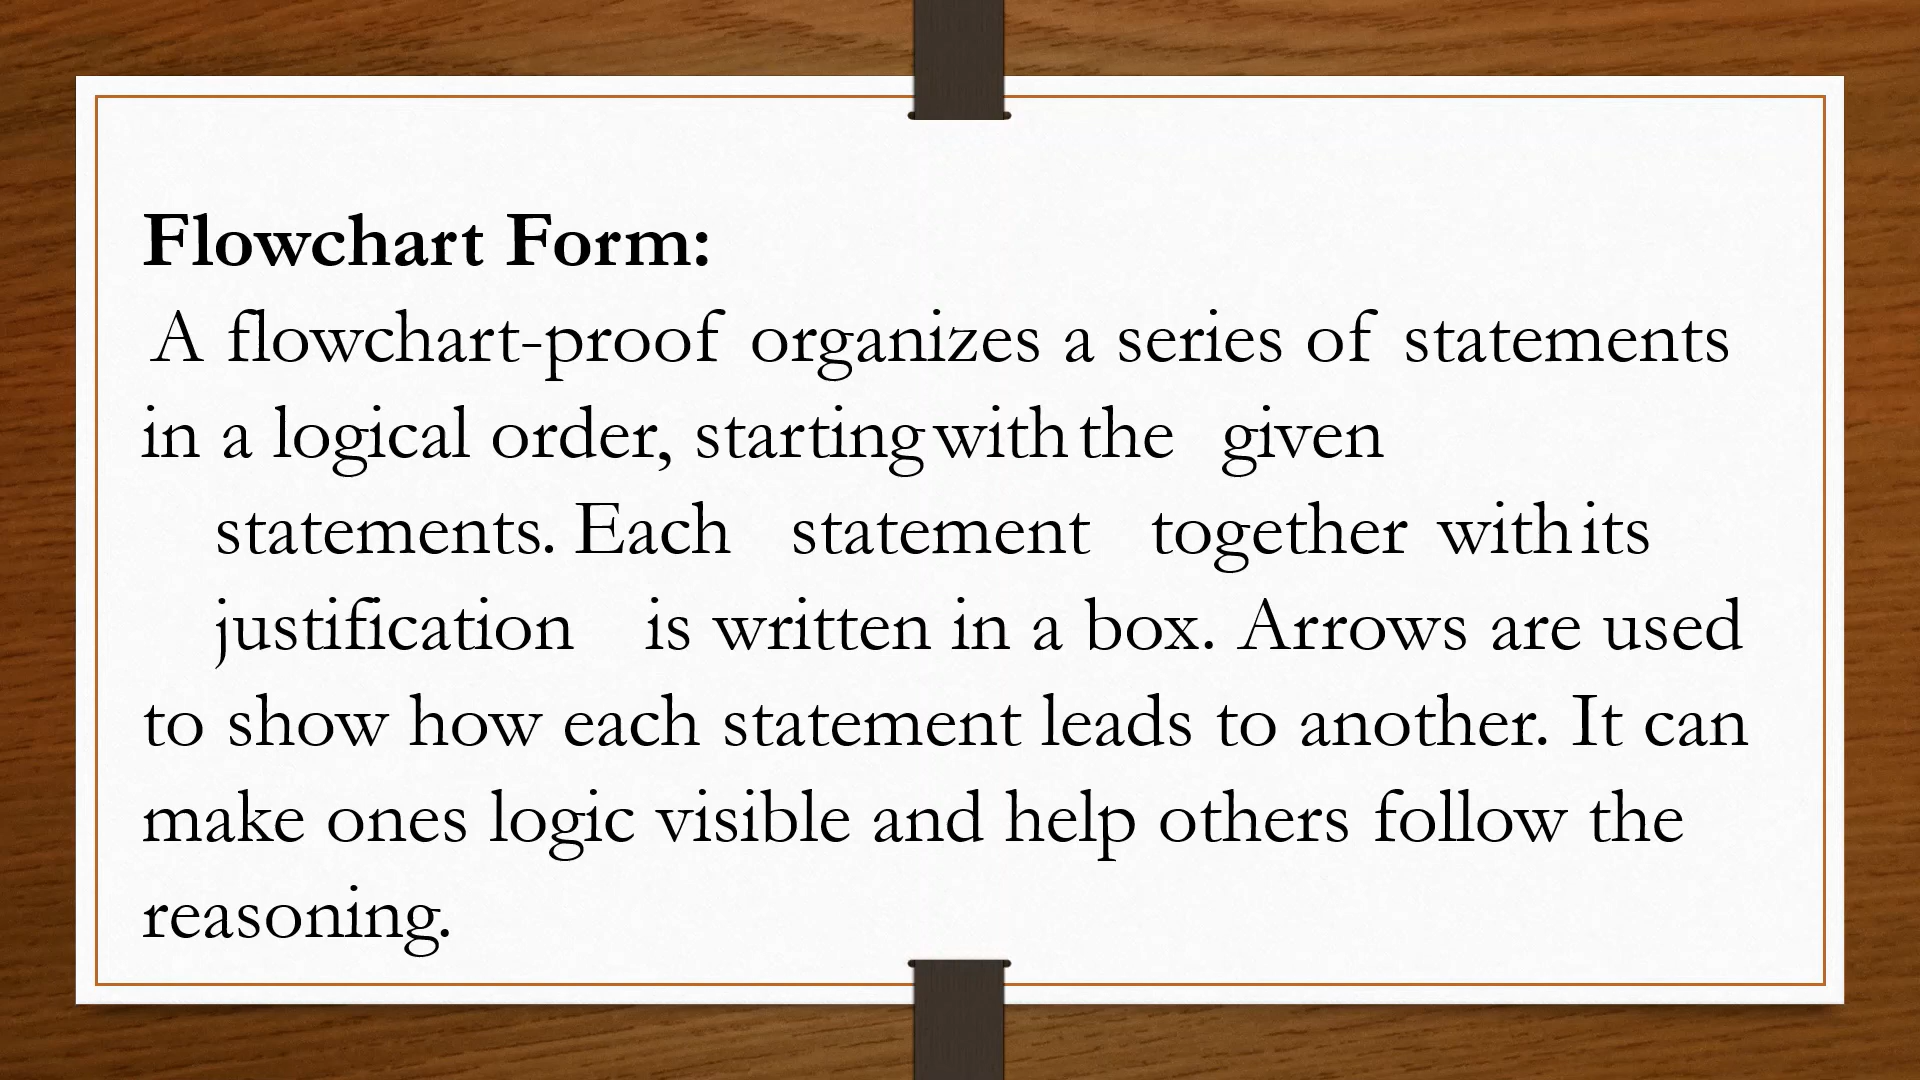 Flowchart Form:
A flowchart-proof organizes a series of statements
in a logical order, starting with the given
statements. Each statement together with its
justification is written in a box. Arrows are used
to show how each statement leads to another. It can
make ones logic visible and help others follow the
reasoning.